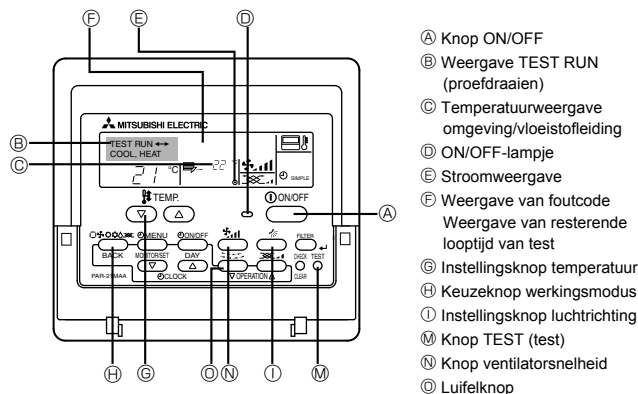 Ⓕ Ⓔ Ⓓ
Ⓑ
Ⓒ
MITSUBISHI ELECTRIC
TEST RUN
COOL, HEAT
21 °C
22 °C
SIMPLE
TEMP.
ON/OFF
Ⓐ
MENU ON/OFF FILTER
BACK MONITOR/SET DAY CHECK TEST
PAR-21MAA CLOCK OPERATION CLEAR
Ⓗ Ⓖ Ⓞ Ⓝ Ⓘ Ⓜ
Ⓐ Knop ON/OFF
Ⓑ Weergave TEST RUN
(proefdraaien)
Ⓒ Temperatuurweergave
omgeving/vloeistofleiding
Ⓓ ON/OFF-lampje
Ⓔ Stroomweergave
Ⓕ Weergave van foutcode
Weergave van resterende
looptijd van test
Ⓖ Instellingsknop temperatuur
Ⓗ Keuzeknop werkingsmodus
Ⓘ Instellingsknop luchtrichting
Ⓜ Knop TEST (test)
Ⓝ Knop ventilatorsnelheid
Ⓞ Luifelknop